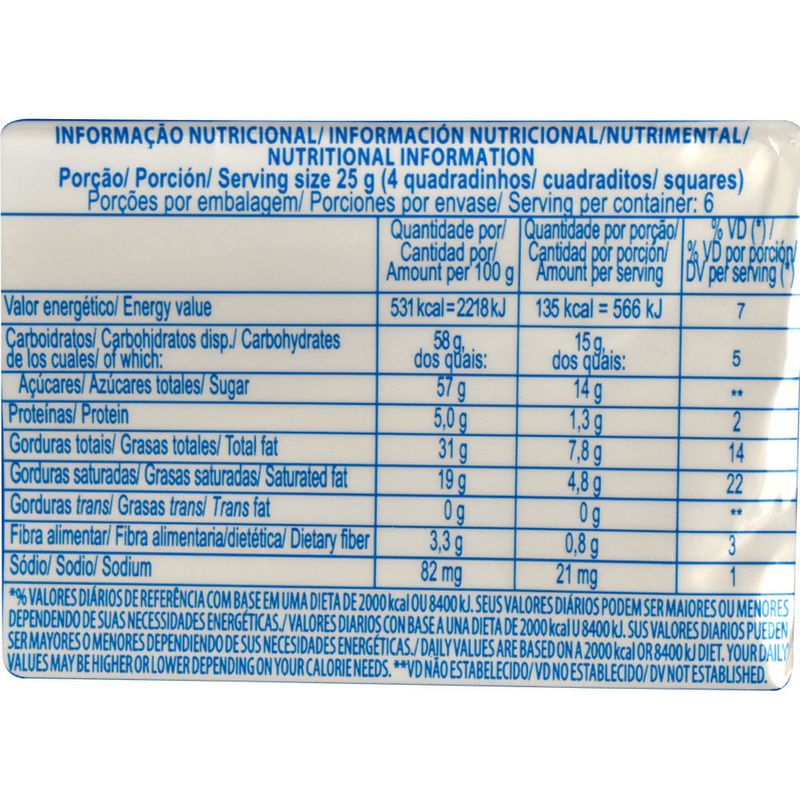 INFORMAÇÃO NUTRICIONAL/ INFORMACIÓN NUTRICIONAL/NUTRIMENTAL/
NUTRITIONAL INFORMATION
Porção/ Porción/ Serving size 25 g (4 quadradinhos/ cuadraditos/ squares)
Porções por embalagem/ Porciones por envase/ Serving per container: 6
Quantidade por/ Cantidad por/ Amount per 100 g
Quantidade por porção/ Cantidad por porción/ Amount per serving
% VD (*) / % VD por porción/ DV per serving (*)
Valor energético/ Energy value 531 kcal=2218 kJ 135 kcal = 566 kJ 7
Carboidratos/ Carbohidratos disp./ Carbohydrates 58 g, 15 g,
de los cuales/ of which: dos quais: dos quais: 5
Açúcares/ Azúcares totales/ Sugar 57 g 14 g **
Proteínas/ Protein 5,0 g 1,3 g 2
Gorduras totais/ Grasas totales/ Total fat 31 g 7,8 g 14
Gorduras saturadas/ Grasas saturadas/ Saturated fat 19 g 4,8 g 22
Gorduras trans/ Grasas trans/ Trans fat 0 g 0 g **
Fibra alimentar/ Fibra alimentaria/dietética/ Dietary fiber 3,3 g 0,8 g 3
Sódio/ Sodio/ Sodium 82 mg 21 mg 1
*% VALORES DIÁRIOS DE REFERÊNCIA COM BASE EM UMA DIETA DE 2000 kcal OU 8400 kJ. SEUS VALORES DIÁRIOS PODEM SER MAIORES OU MENORES
DEPENDENDO DE SUAS NECESSIDADES ENERGÉTICAS./ VALORES DIARIOS CON BASE A UNA DIETA DE 2000 kcal U 8400 kJ. SUS VALORES DIARIOS PUEDEN
SER MAYORES O MENORES DEPENDIENDO DE SUS NECESIDADES ENERGÉTICAS./ DAILY VALUES ARE BASED ON A 2000 kcal OR 8400 kJ DIET. YOUR DAILY
VALUES MAY BE HIGHER OR LOWER DEPENDING ON YOUR CALORIE NEEDS. **VD NÃO ESTABELECIDO/ VD NO ESTABLECIDO/ DV NOT ESTABLISHED.